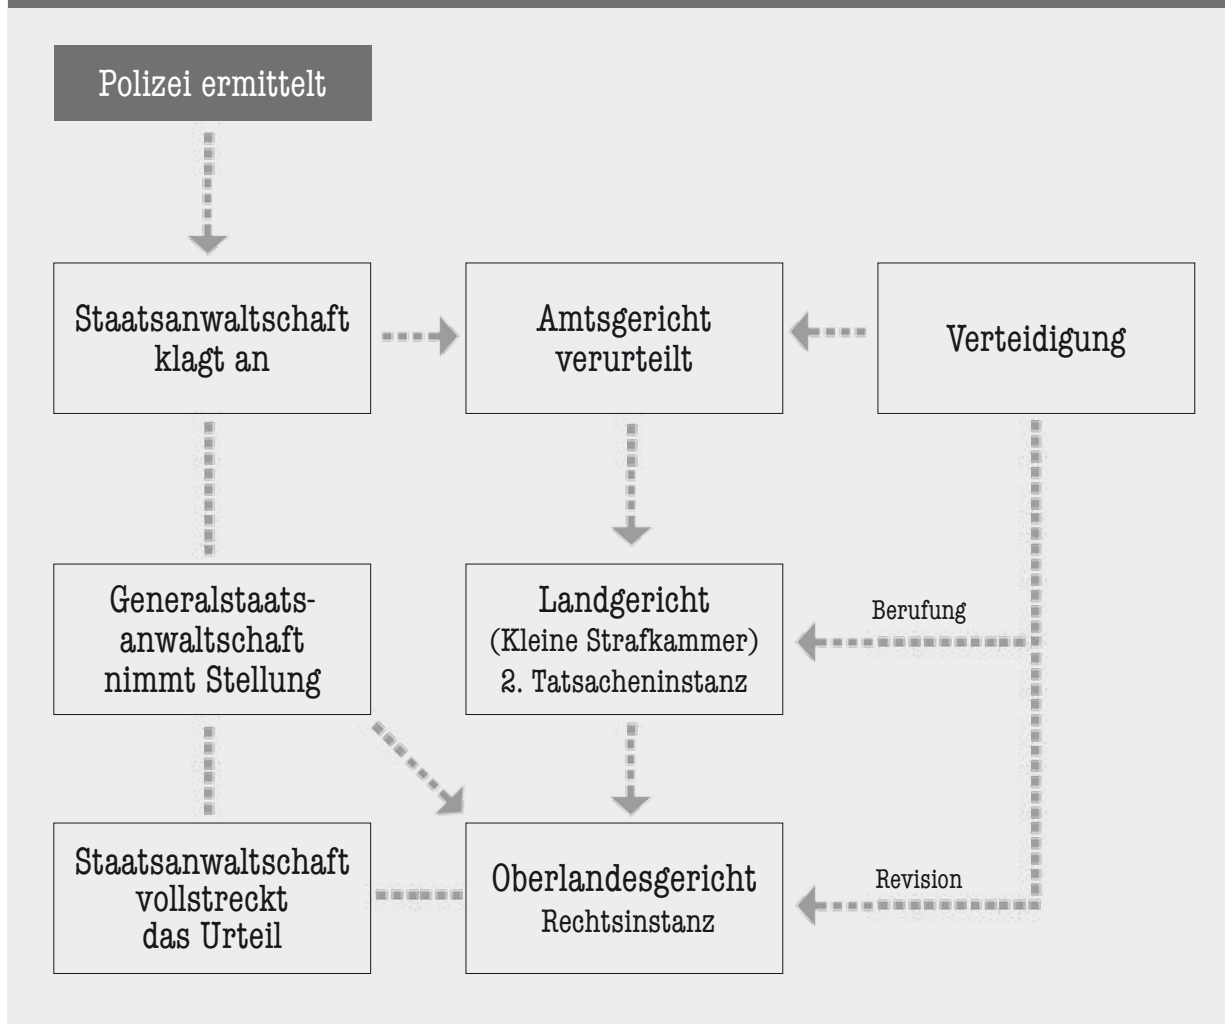 Polizei ermittelt
Staatsanwaltschaft
klagt an
Amtsgericht
verurteilt
Verteidigung
Generalstaats-
anwaltschaft
nimmt Stellung
Landgericht
(Kleine Strafkammer)
2. Tatsacheninstanz
Berufung
Staatsanwaltschaft
vollstreckt
das Urteil
Oberlandesgericht
Rechtsinstanz
Revision